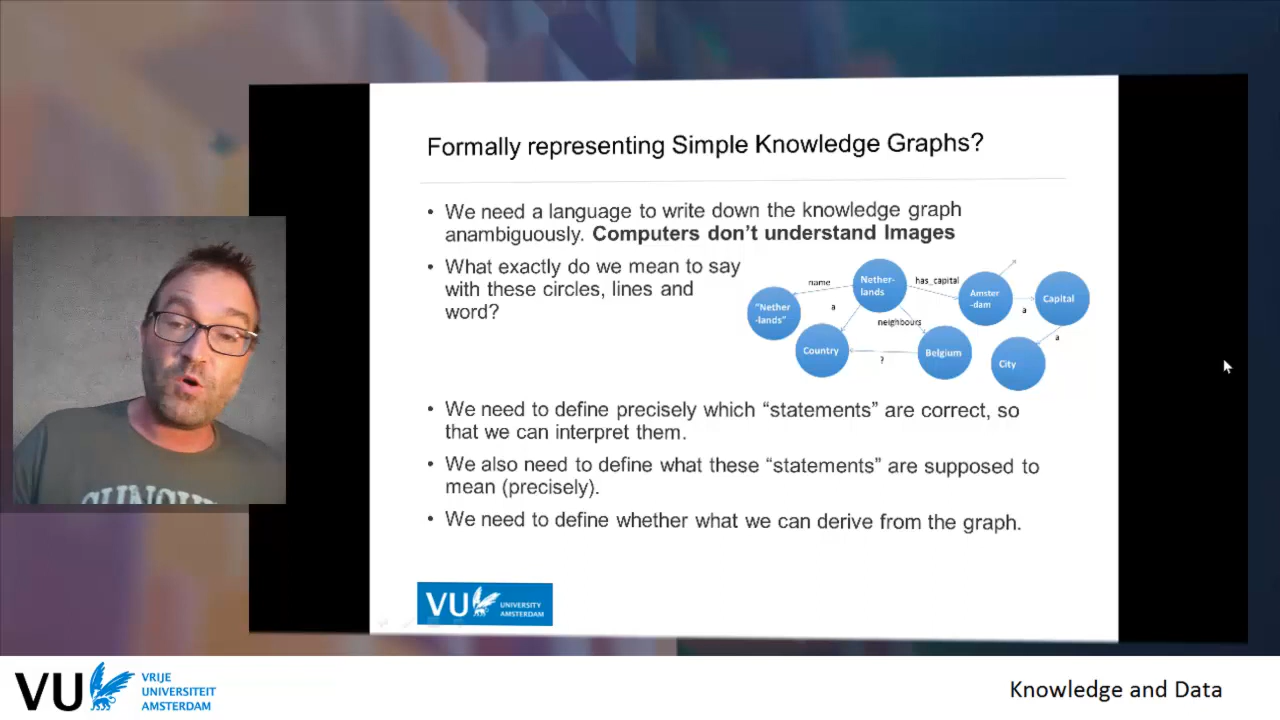 Formally representing Simple Knowledge Graphs?
• We need a language to write down the knowledge graph
anambiguously. Computers don't understand Images
• What exactly do we mean to say
with these circles, lines and
word?
name
Nether-
lands
has_capital
"Nether
-lands"
a
neighbours
Amster
-dam
a
Capital
Country
?
Belgium
a
City
• We need to define precisely which "statements" are correct, so
that we can interpret them.
• We also need to define what these "statements" are supposed to
mean (precisely).
• We need to define whether what we can derive from the graph.
VU UNIVERSITY
AMSTERDAM
VU VRIJE
UNIVERSITEIT
AMSTERDAM
Knowledge and Data